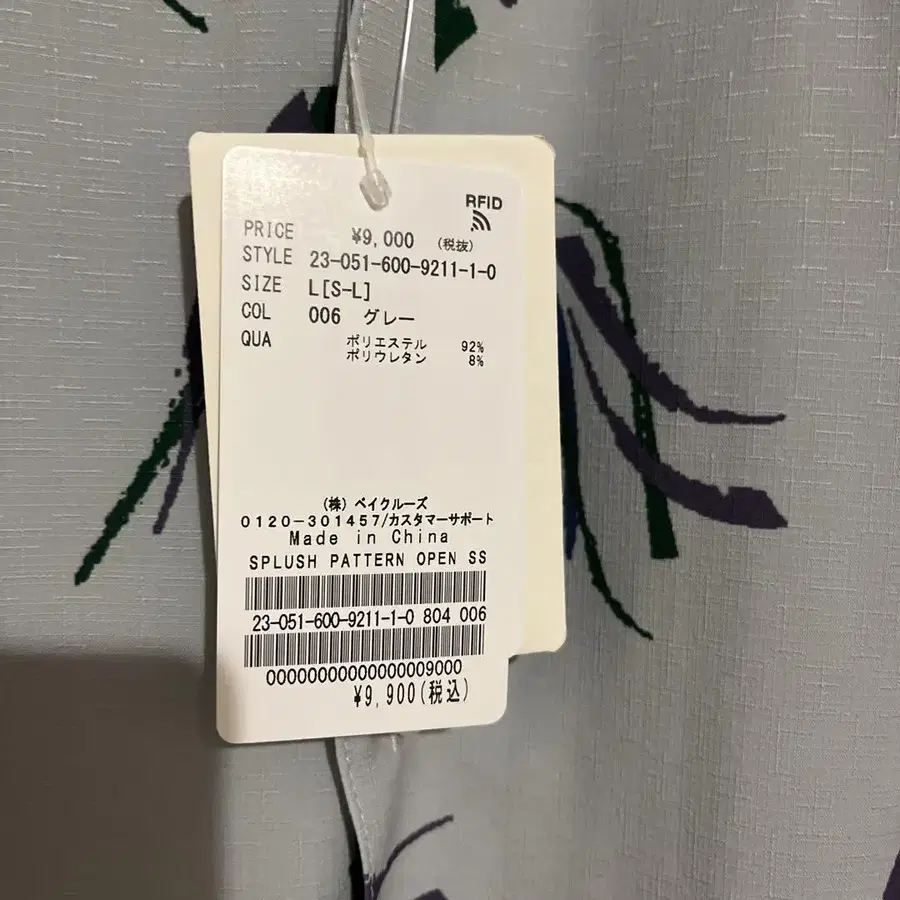 RFID
PRICE ¥9,000 (税抜)
STYLE 23-051-600-9211-1-0
SIZE L[S-L]
COL 006 グレー
QUA ポリエステル 92%
ポリウレタン 8%
(株)ベイクルーズ
0120-301457/カスタマーサポート
Made in China
SPLUSH PATTERN OPEN SS
23-051-600-9211-1-0 804 006
00000000000000009000
¥9,900(税込)